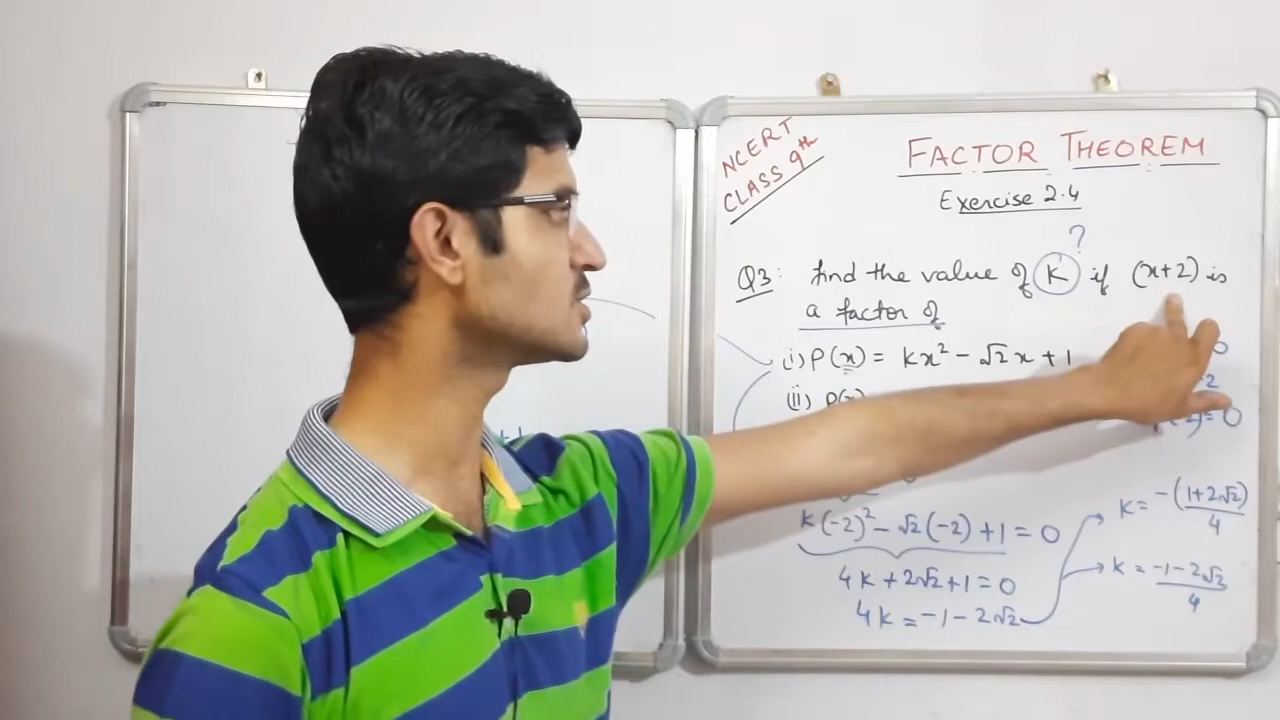 NCERT
CLASS 9th
FACTOR THEOREM
Exercise 2.4
?
Q3: find the value of K if (x+2) is
a factor of
(i) P(x) = kx² - √2x + 1
(ii) P(x)
k(-2)² - √2(-2) + 1 = 0
4k + 2√2 + 1 = 0
4k = -1 - 2√2
k = -(1+2√2)/4
k = -1-2√2/4